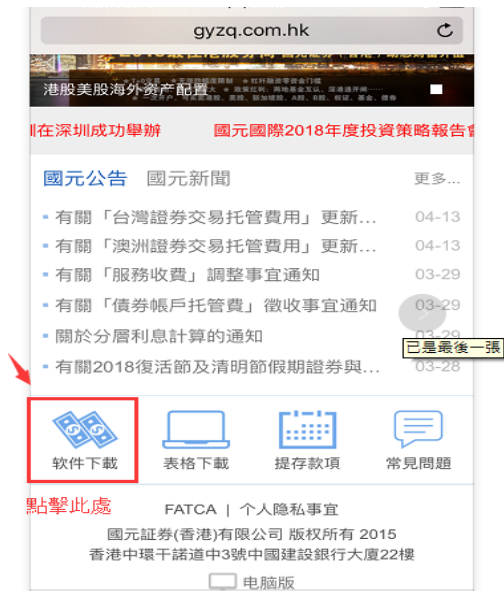 gyzq.com.hk
港股美股海外资产配置
圳在深圳成功舉辦 國元國際2018年度投資策略報告會
國元公告 國元新聞 更多...
有關「台灣證券交易托管費用」更新... 04-13
有關「澳洲證券交易托管費用」更新... 04-13
有關「服務收費」調整事宜通知 03-29
有關「債券帳戶托管費」徵收事宜通知 03-29
關於分層利息計算的通知 03-29
已是最後一張
有關2018復活節及清明節假期證券與... 03-28
软件下載 表格下載 提存款項 常見問題
點擊此處
FATCA | 个人隐私事宜
國元証券(香港)有限公司 版权所有 2015
香港中環干諾道中3號中國建設銀行大廈22樓
电脑版